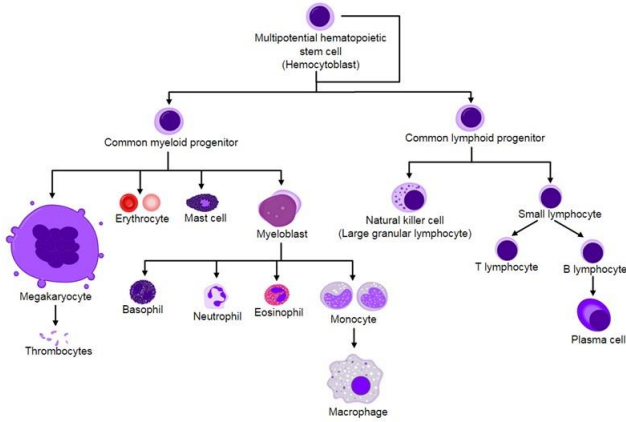 Multipotential hematopoietic
stem cell
(Hemocytoblast)
Common myeloid progenitor
Common lymphoid progenitor
Erythrocyte
Mast cell
Myeloblast
Natural killer cell
(Large granular lymphocyte)
Small lymphocyte
T lymphocyte
B lymphocyte
Megakaryocyte
Basophil
Neutrophil
Eosinophil
Monocyte
Plasma cell
Thrombocytes
Macrophage